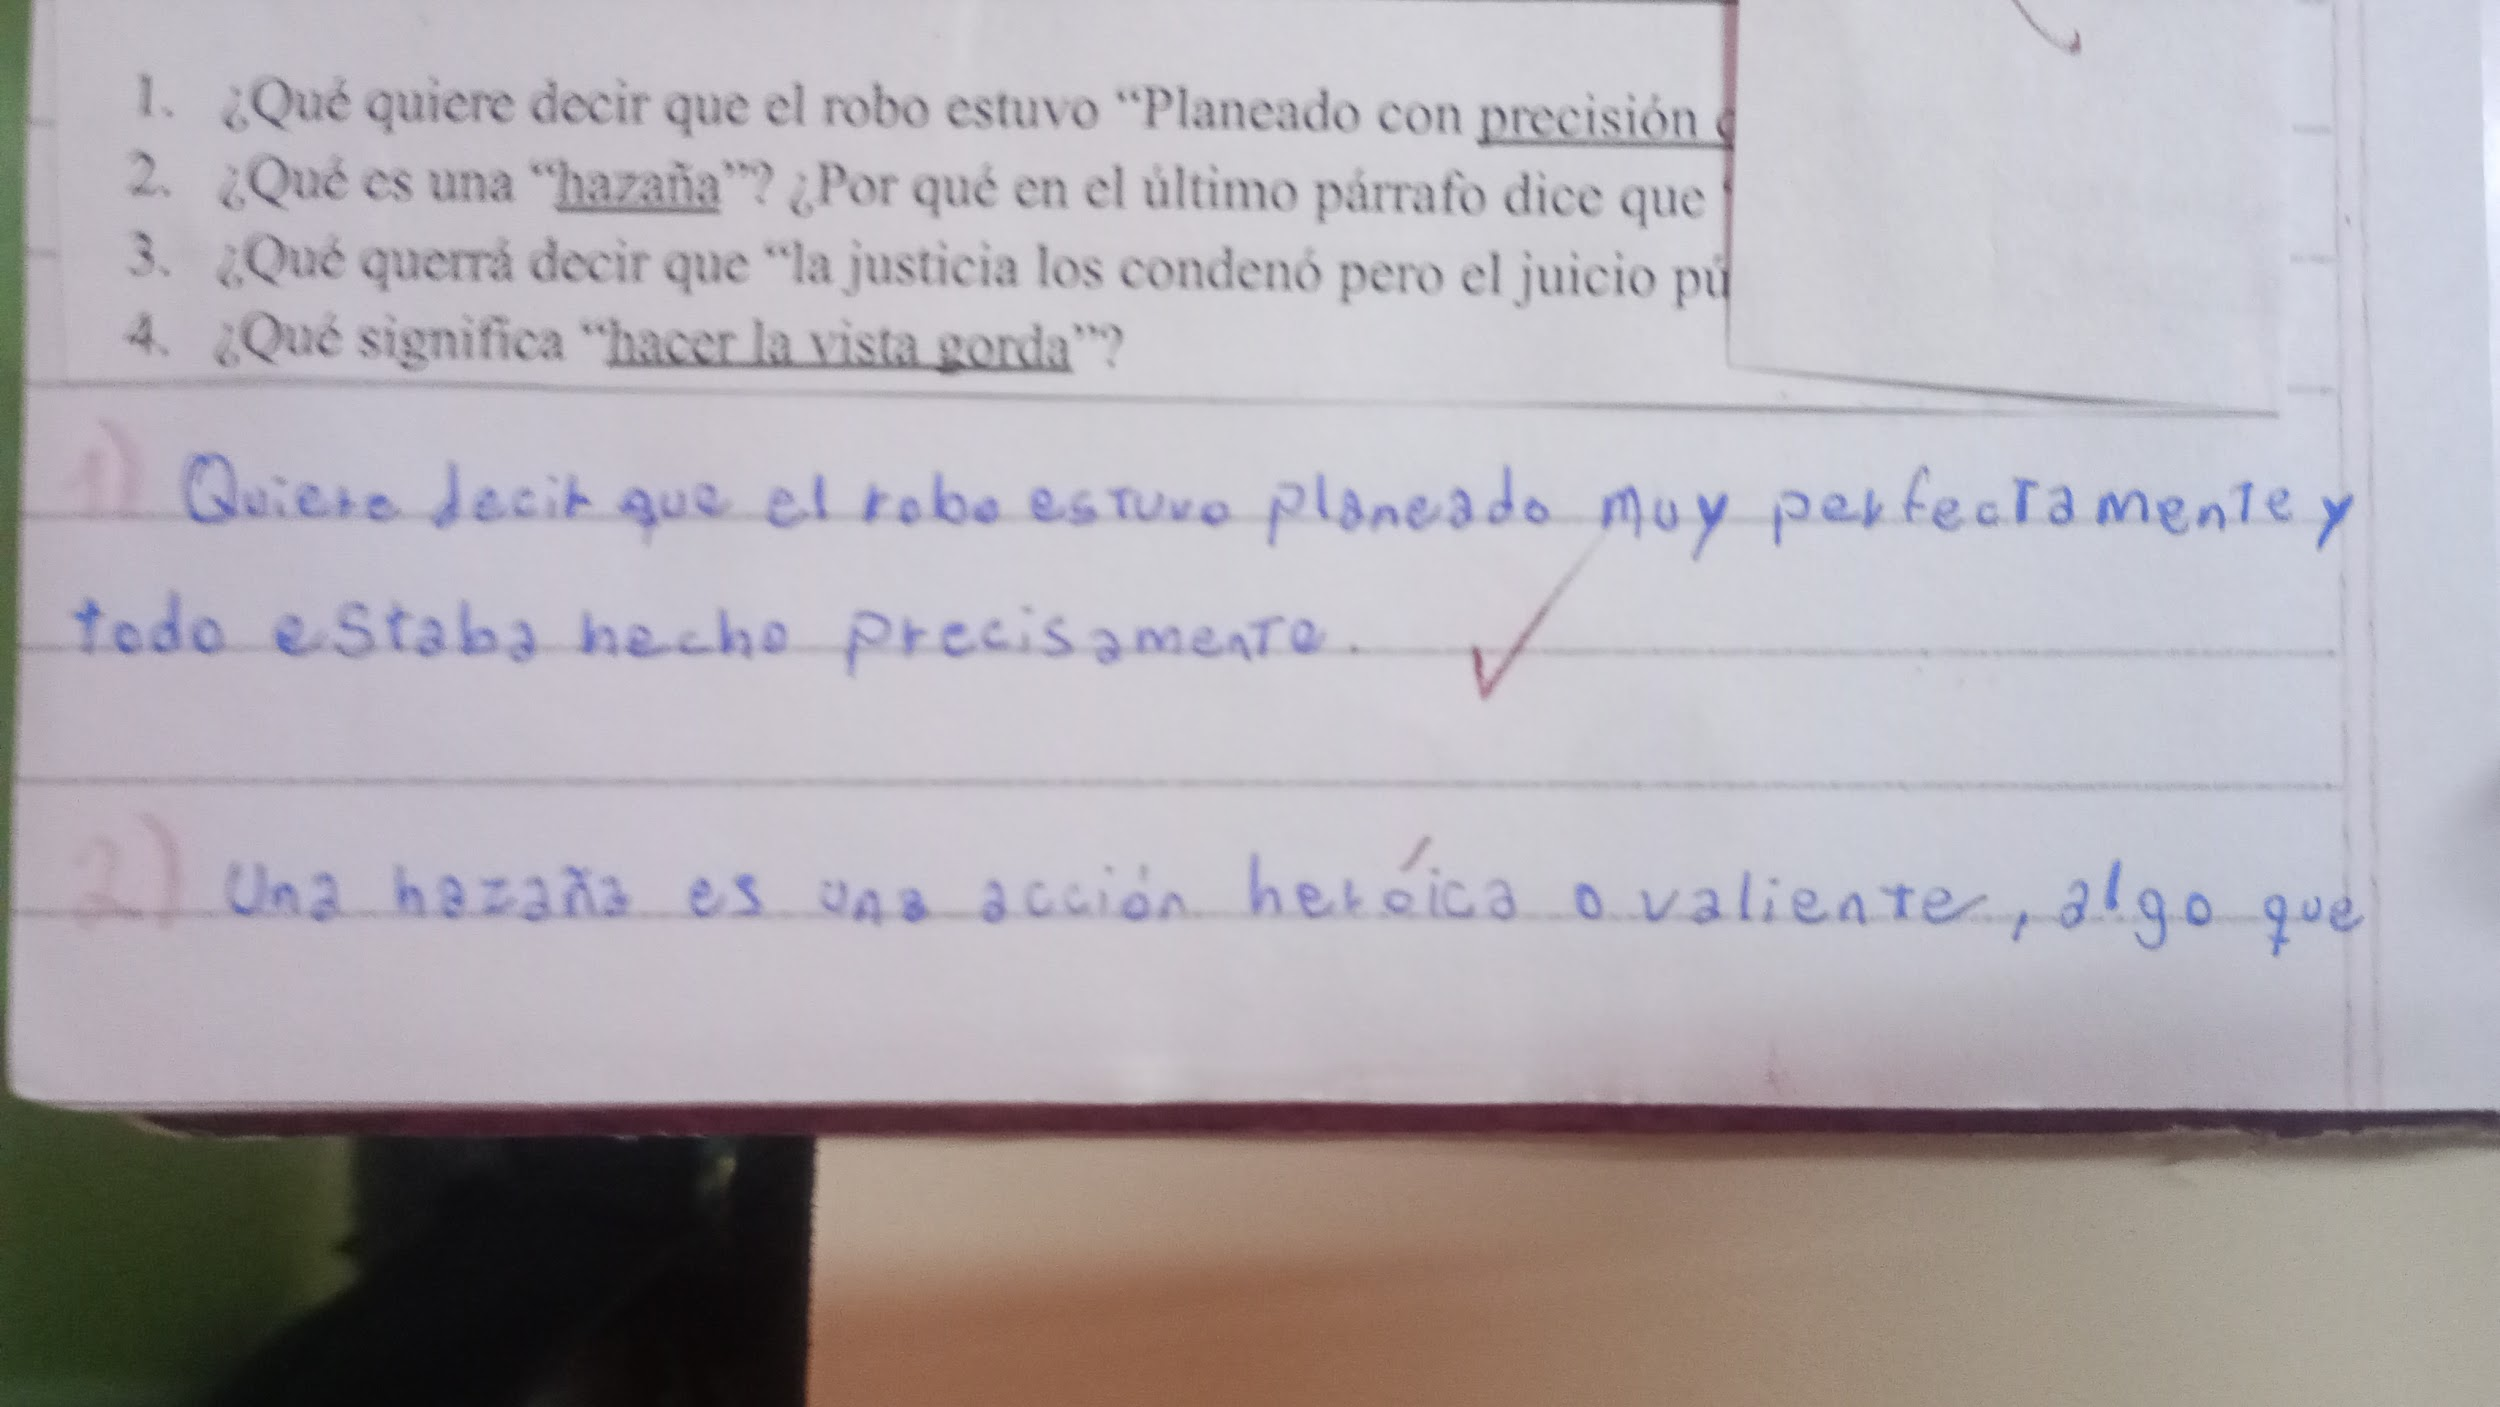 1. ¿Qué quiere decir que el robo estuvo “Planeado con precisión
2. ¿Qué es una “hazaña”? ¿Por qué en el último párrafo dice que
3. ¿Qué querrá decir que “la justicia los condenó pero el juicio
4. ¿Qué significa “hacer la vista gorda”?
1) Quiere decir que el robo estuvo planeado muy perfectamente y
todo estaba hecho precisamente.
2) Una hazaña es una acción heróica o valiente, algo que